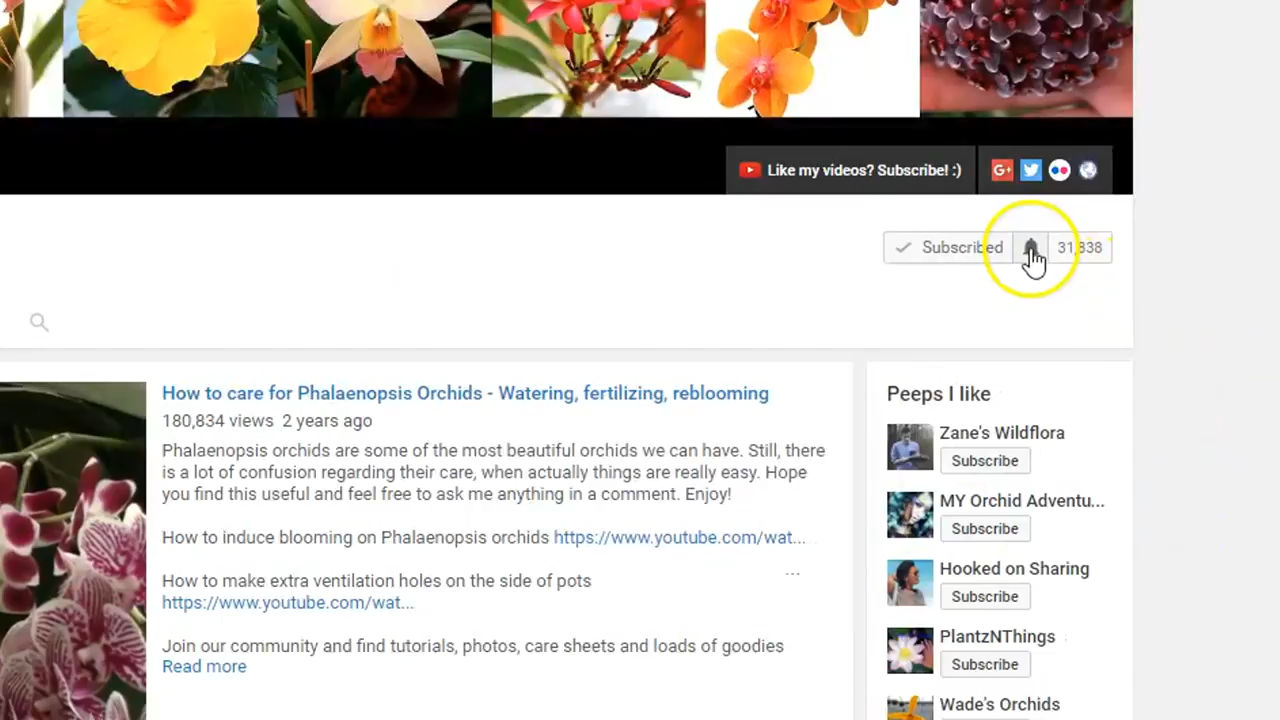 Like my videos? Subscribe! :)
G+
Subscribed
31,838
How to care for Phalaenopsis Orchids - Watering, fertilizing, reblooming
180,834 views 2 years ago
Phalaenopsis orchids are some of the most beautiful orchids we can have. Still, there
is a lot of confusion regarding their care, when actually things are really easy. Hope
you find this useful and feel free to ask me anything in a comment. Enjoy!
How to induce blooming on Phalaenopsis orchids https://www.youtube.com/wat...
How to make extra ventilation holes on the side of pots
https://www.youtube.com/wat...
Join our community and find tutorials, photos, care sheets and loads of goodies
Read more
Peeps I like
Zane's Wildflora
Subscribe
MY Orchid Adventu...
Subscribe
Hooked on Sharing
Subscribe
PlantzNThings
Subscribe
Wade's Orchids